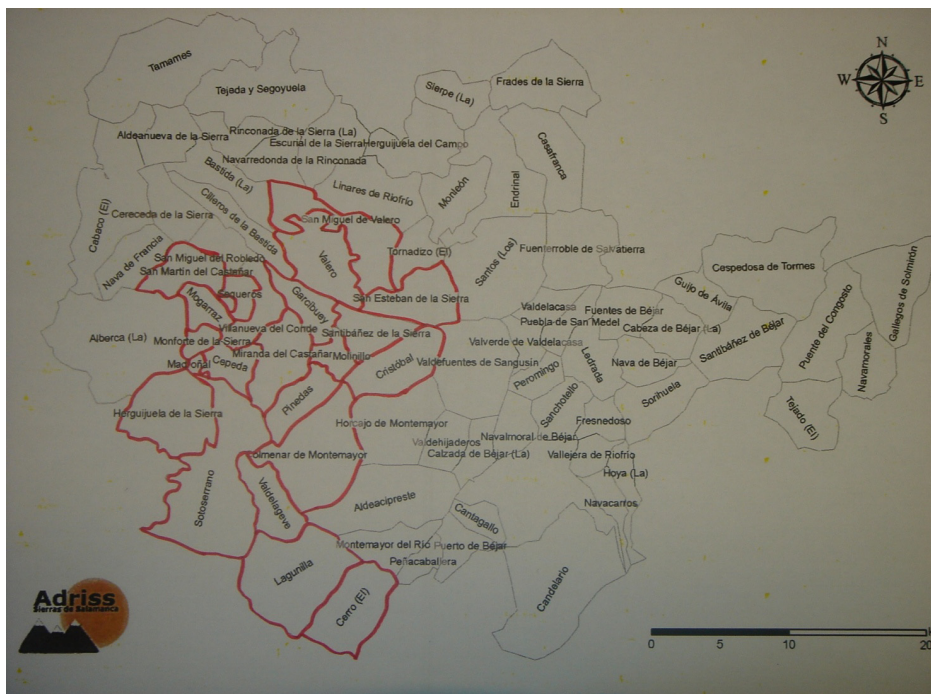 Tamames
Tejada y Segoyuela
Sierpe (La)
Frades de la Sierra
N
W
E
S
Aldeanueva de la Sierra
Rinconada de la Sierra (La)
Escurial de la Sierra
Herguijuela del Campo
Navarredonda de la Rinconada
Casafranca
Bastida (La)
Linares de Riofrío
Monleón
Endrinal
Cabaco (El)
Cereceda de la Sierra
Cilleros de la Bastida
San Miguel de Valero
Nava de Francia
Valero
Tornadizo (El)
Santos (Los)
Fuenterroble de Salvatierra
San Miguel del Robledo
San Martín del Castañar
Cespedosa de Tormes
Gallegos de Solmirón
Sequeros
Garcibuey
San Esteban de la Sierra
Guijo de Ávila
Mogarraz
Valdelacasa
Fuentes de Béjar
Puente del Congosto
Villanueva del Conde
Santibáñez de la Sierra
Puebla de San Medel
Cabeza de Béjar (La)
Alberca (La)
Monforte de la Sierra
Valverde de Valdelacasa
Santibáñez de Béjar
Madroñal
Cepeda
Miranda del Castañar
Molinillo
Cristóbal
Valdefuentes de Sangusín
Ledrada
Nava de Béjar
Navamorales
Peromingo
Sorihuela
Pinedas
Sanchotello
Tejado (El)
Herguijuela de la Sierra
Horcajo de Montemayor
Fresnedoso
Valdehijaderos
Navalmoral de Béjar
Colmenar de Montemayor
Calzada de Béjar (La)
Vallejera de Riofrío
Hoya (La)
Sotoserrano
Valdelageve
Aldeacipreste
Navacarros
Cantagallo
Montemayor del Río
Puerto de Béjar
Peñacaballera
Lagunilla
Cerro (El)
Candelario
Adriss
Sierras de Salamanca
0
5
10
20